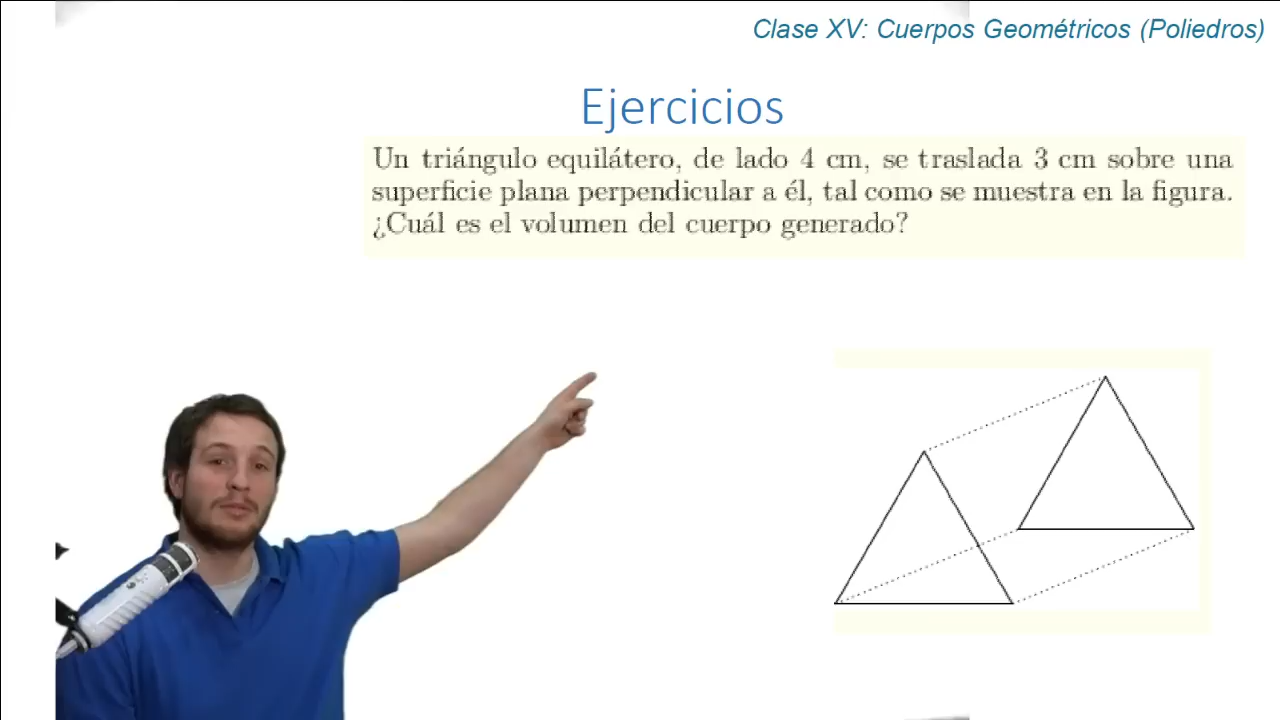 Clase XV: Cuerpos Geométricos (Poliedros)
Ejercicios
Un triángulo equilátero, de lado 4 cm, se traslada 3 cm sobre una
superficie plana perpendicular a él, tal como se muestra en la figura.
¿Cuál es el volumen del cuerpo generado?